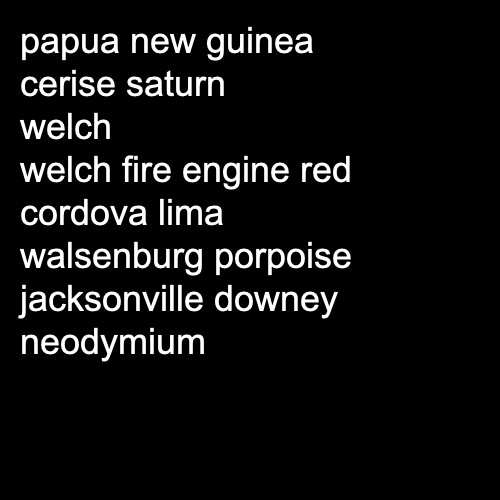 papua new guinea
cerise saturn
welch
welch fire engine red
cordova lima
walsenburg porpoise
jacksonville downey
neodymium